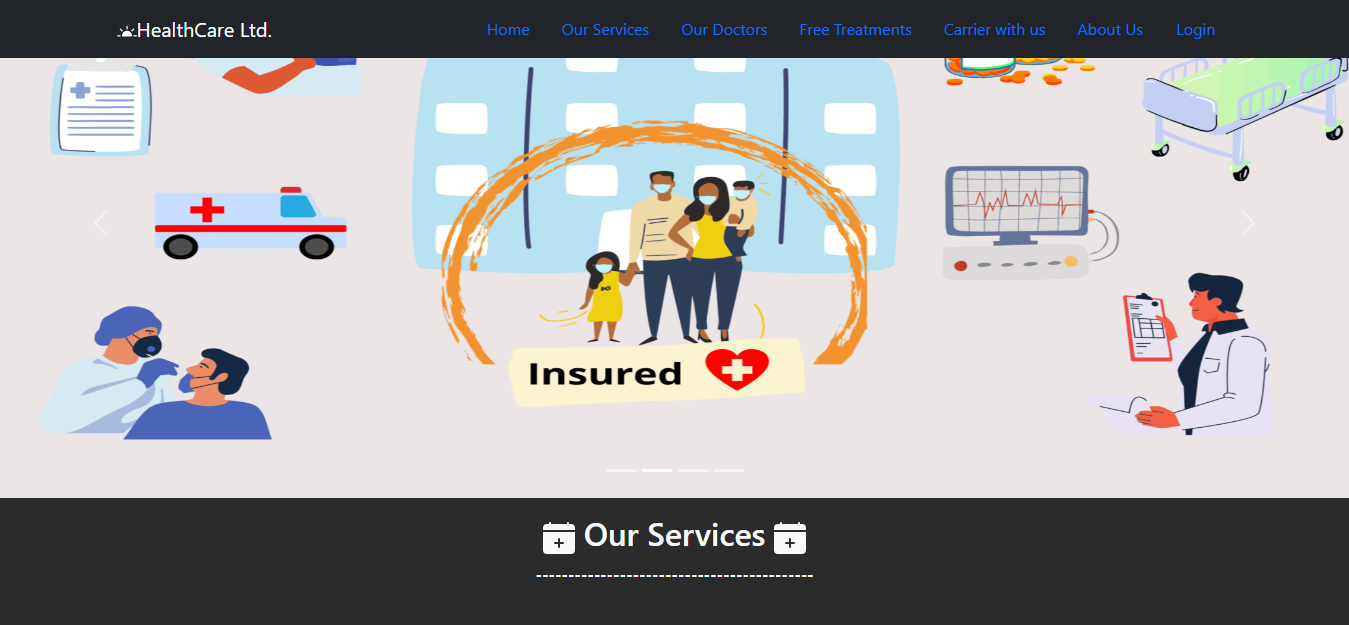 HealthCare Ltd.
Home Our Services Our Doctors Free Treatments Carrier with us About Us Login
Insured
Our Services
-----------------------------------------------